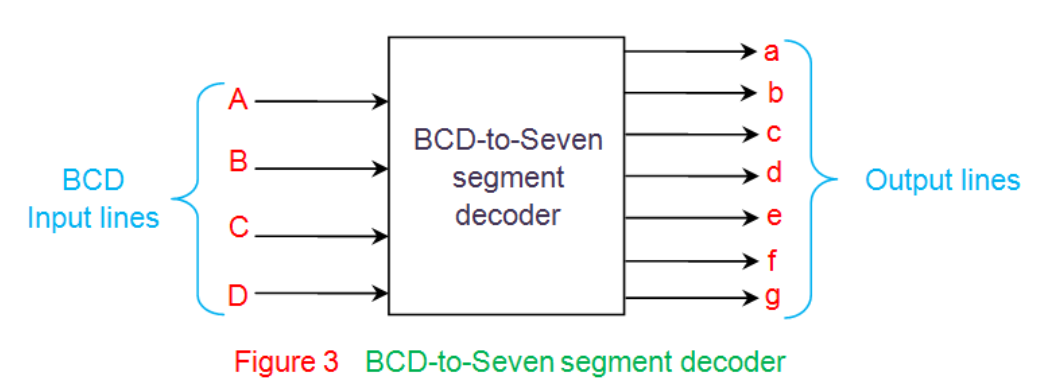 BCD
Input lines
A
B
C
D
BCD-to-Seven
segment
decoder
a
b
c
d
e
f
g
Output lines
Figure 3 BCD-to-Seven segment decoder